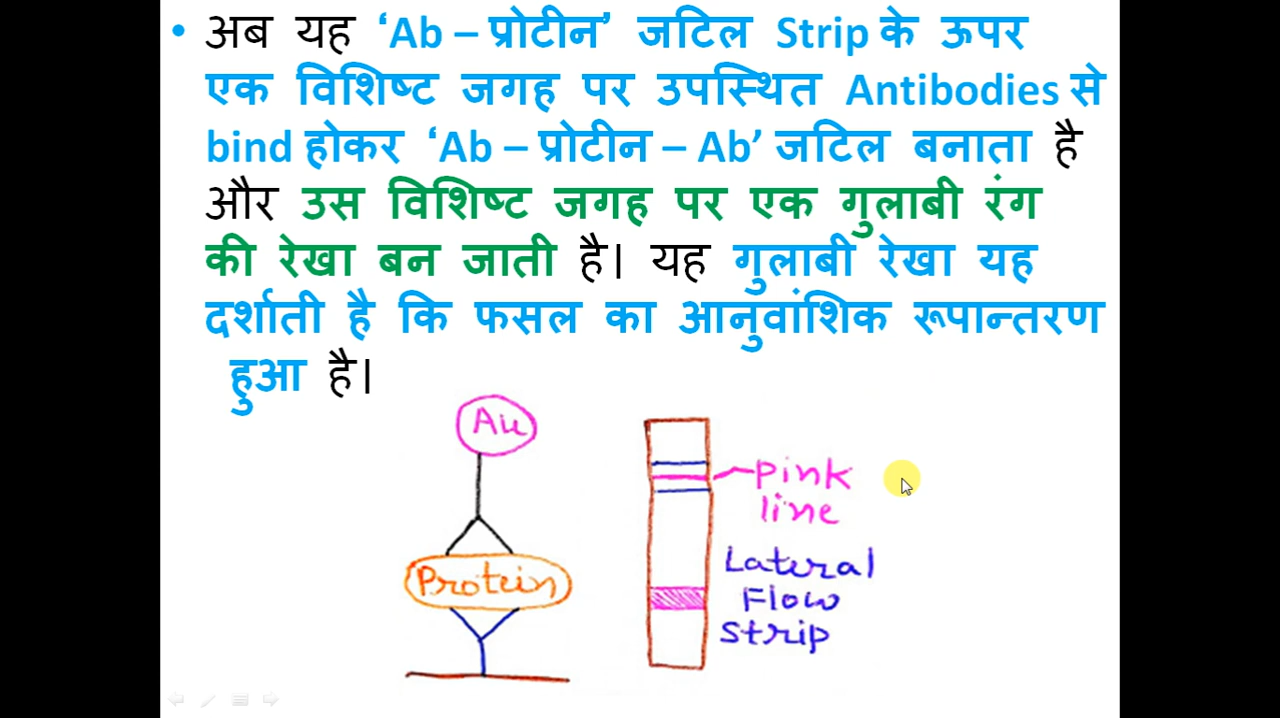 • अब यह ‘Ab – प्रोटीन’ जटिल Strip के ऊपर
एक विशिष्ट जगह पर उपस्थित Antibodies से
bind होकर ‘Ab – प्रोटीन – Ab’ जटिल बनाता है
और उस विशिष्ट जगह पर एक गुलाबी रंग
की रेखा बन जाती है। यह गुलाबी रेखा यह
दर्शाती है कि फसल का आनुवांशिक रूपान्तरण
हुआ है।
Au
Protein
Pink
line
Lateral
Flow
Strip